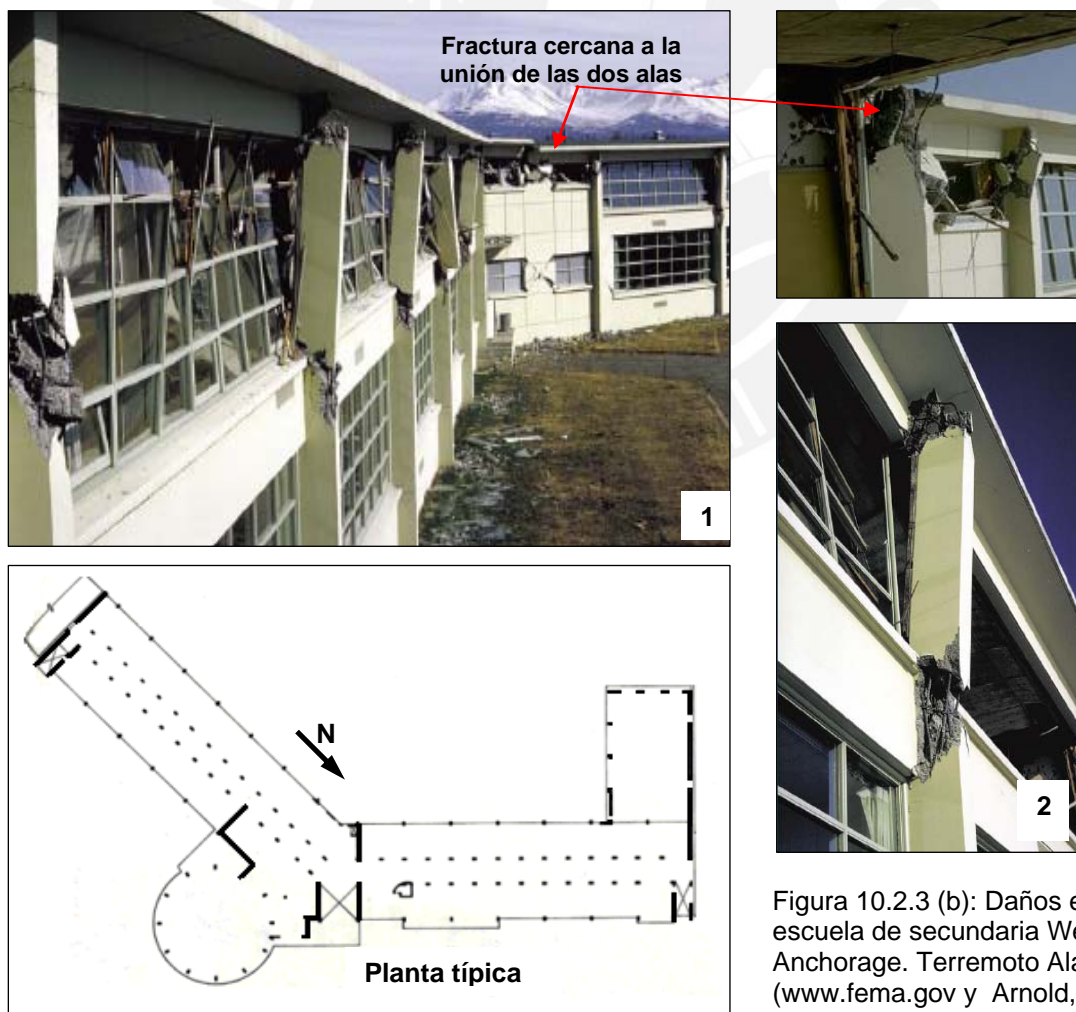 Fractura cercana a la
unión de las dos alas
1
N
Planta típica
2
Figura 10.2.3 (b): Daños e
escuela de secundaria We
Anchorage. Terremoto Ala
(www.fema.gov y Arnold,